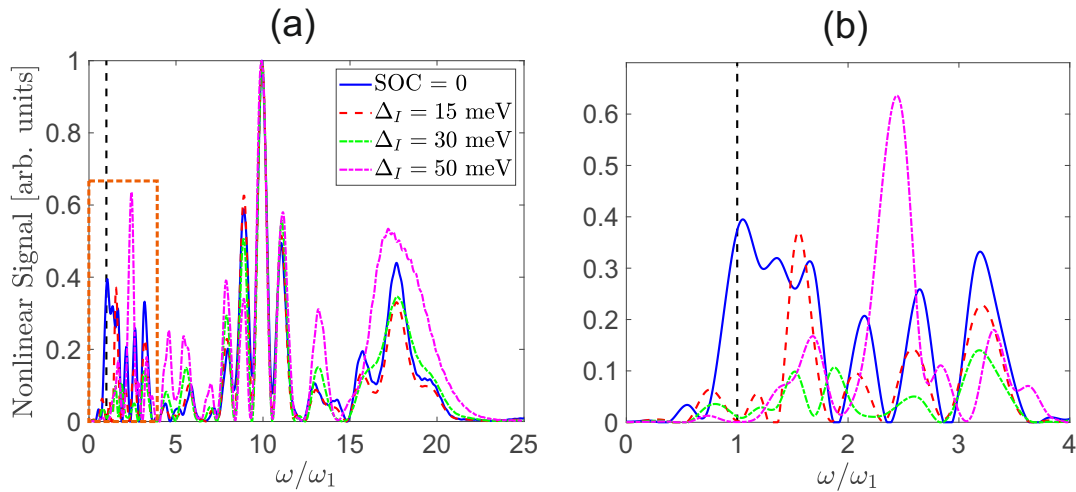 (a)
Nonlinear Signal [arb. units]
1
0.8
0.6
0.4
0.2
0
0
5
10
15
20
25
ω/ω₁
SOC = 0
Δ_I = 15 meV
Δ_I = 30 meV
Δ_I = 50 meV
(b)
0.6
0.5
0.4
0.3
0.2
0.1
0
0
1
2
3
4
ω/ω₁